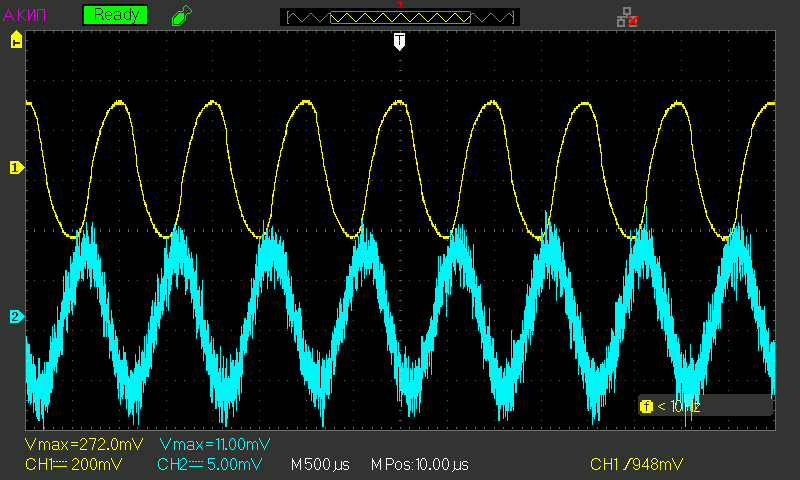 АКИП Ready
T
T
1
2
f < 10Hz
Vmax=272.0mV Vmax=11.00mV
CH1 200mV CH2 5.00mV M 500μs M Pos:10.00μs CH1 948mV